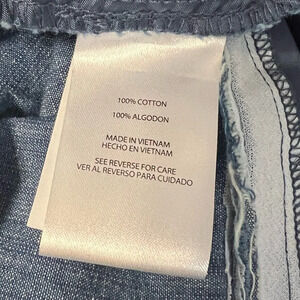 100% COTTON
100% ALGODON
MADE IN VIETNAM
HECHO EN VIETNAM
SEE REVERSE FOR CARE
VER AL REVERSO PARA CUIDADO